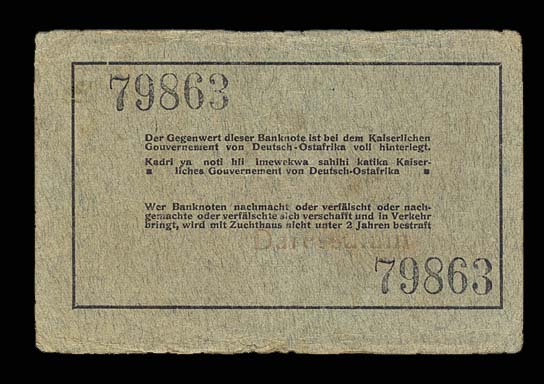 79863
Der Gegenwert dieser Banknote ist bei dem Kaiserlichen
Gouvernement von Deutsch-Ostafrika voll hinterlegt.
Kadri ya noti hii imewekwa sahihi katika Kaiser-
liches Gouvernement von Deutsch-Ostafrika
Wer Banknoten nachmacht oder verfälscht oder nach-
gemachte oder verfälschte sich verschafft und in Verkehr
bringt, wird mit Zuchthaus nicht unter 2 Jahren bestraft
Daressalam
79863